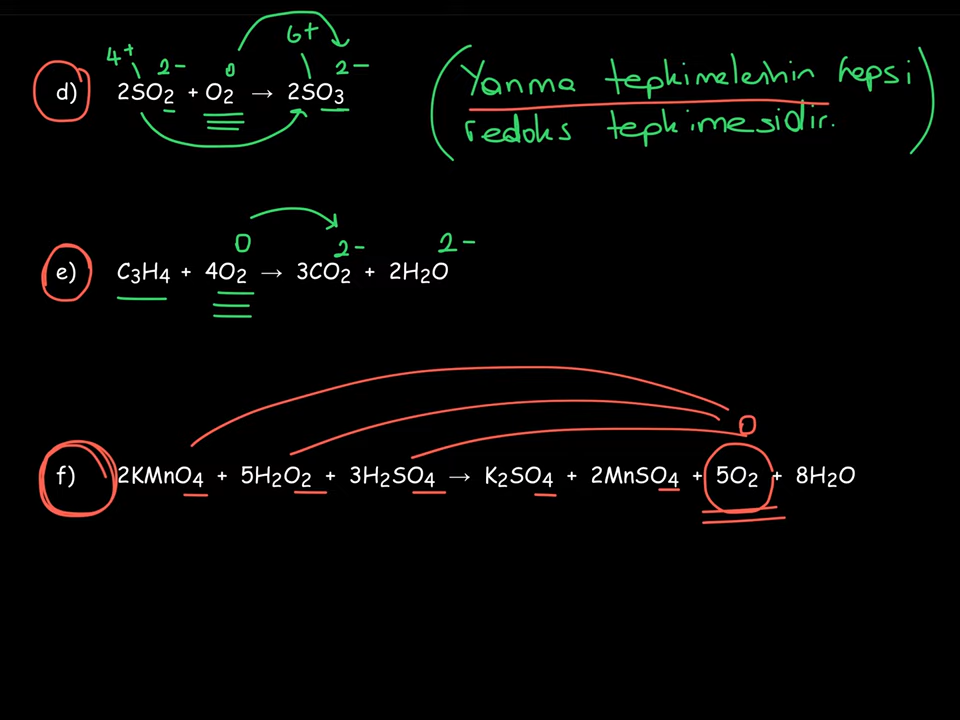 4+ 2- 0 6+ 2-
d) 2SO₂ + O₂ → 2SO₃
(Yanma tepkimelerinin hepsi
redoks tepkimesidir.)
0 2- 2-
e) C₃H₄ + 4O₂ → 3CO₂ + 2H₂O
0
f) 2KMnO₄ + 5H₂O₂ + 3H₂SO₄ → K₂SO₄ + 2MnSO₄ + 5O₂ + 8H₂O